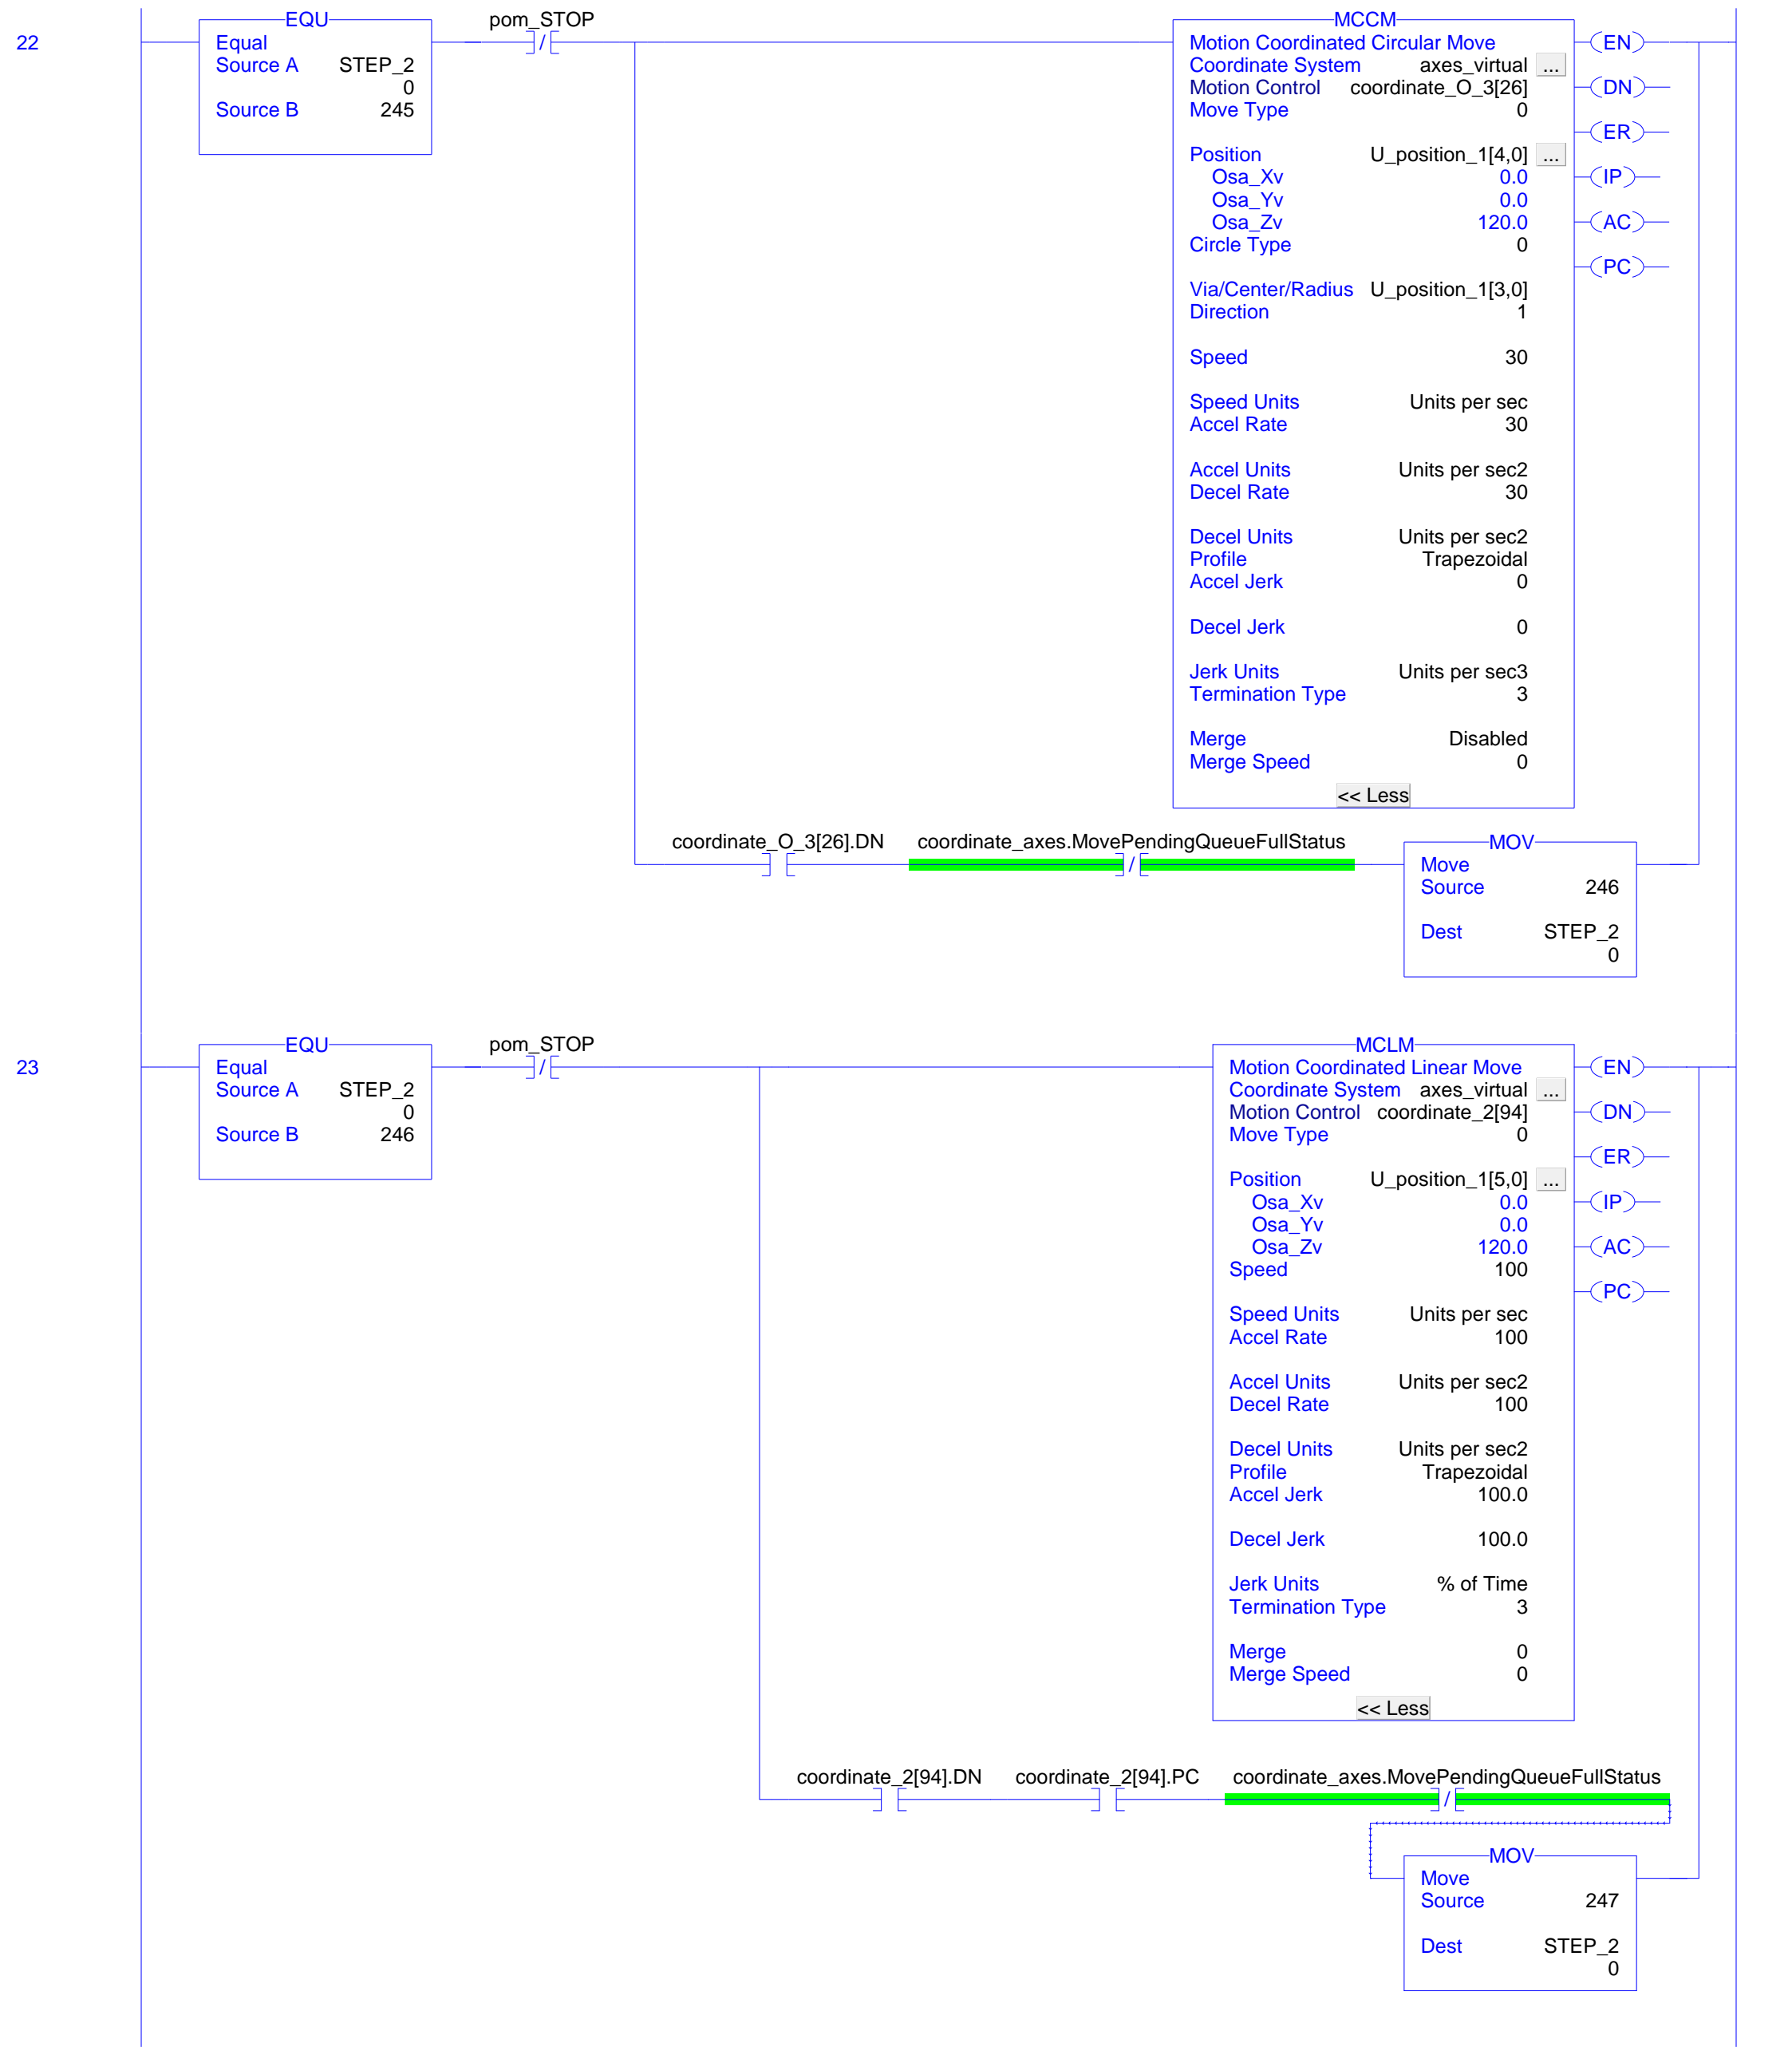 22
EQU
Equal
Source A STEP_2
0
Source B 245
pom_STOP
/
MCCM
Motion Coordinated Circular Move
Coordinate System axes_virtual ...
Motion Control coordinate_O_3[26]
Move Type 0
Position U_position_1[4,0] ...
Osa_Xv 0.0
Osa_Yv 0.0
Osa_Zv 120.0
Circle Type 0
Via/Center/Radius U_position_1[3,0]
Direction 1
Speed 30
Speed Units Units per sec
Accel Rate 30
Accel Units Units per sec2
Decel Rate 30
Decel Units Units per sec2
Profile Trapezoidal
Accel Jerk 0
Decel Jerk 0
Jerk Units Units per sec3
Termination Type 3
Merge Disabled
Merge Speed 0
<< Less
EN
DN
ER
IP
AC
PC
coordinate_O_3[26].DN
coordinate_axes.MovePendingQueueFullStatus
/
MOV
Move
Source 246
Dest STEP_2
0
23
EQU
Equal
Source A STEP_2
0
Source B 246
pom_STOP
/
MCLM
Motion Coordinated Linear Move
Coordinate System axes_virtual ...
Motion Control coordinate_2[94]
Move Type 0
Position U_position_1[5,0] ...
Osa_Xv 0.0
Osa_Yv 0.0
Osa_Zv 120.0
Speed 100
Speed Units Units per sec
Accel Rate 100
Accel Units Units per sec2
Decel Rate 100
Decel Units Units per sec2
Profile Trapezoidal
Accel Jerk 100.0
Decel Jerk 100.0
Jerk Units % of Time
Termination Type 3
Merge 0
Merge Speed 0
<< Less
EN
DN
ER
IP
AC
PC
coordinate_2[94].DN
coordinate_2[94].PC
coordinate_axes.MovePendingQueueFullStatus
/
MOV
Move
Source 247
Dest STEP_2
0